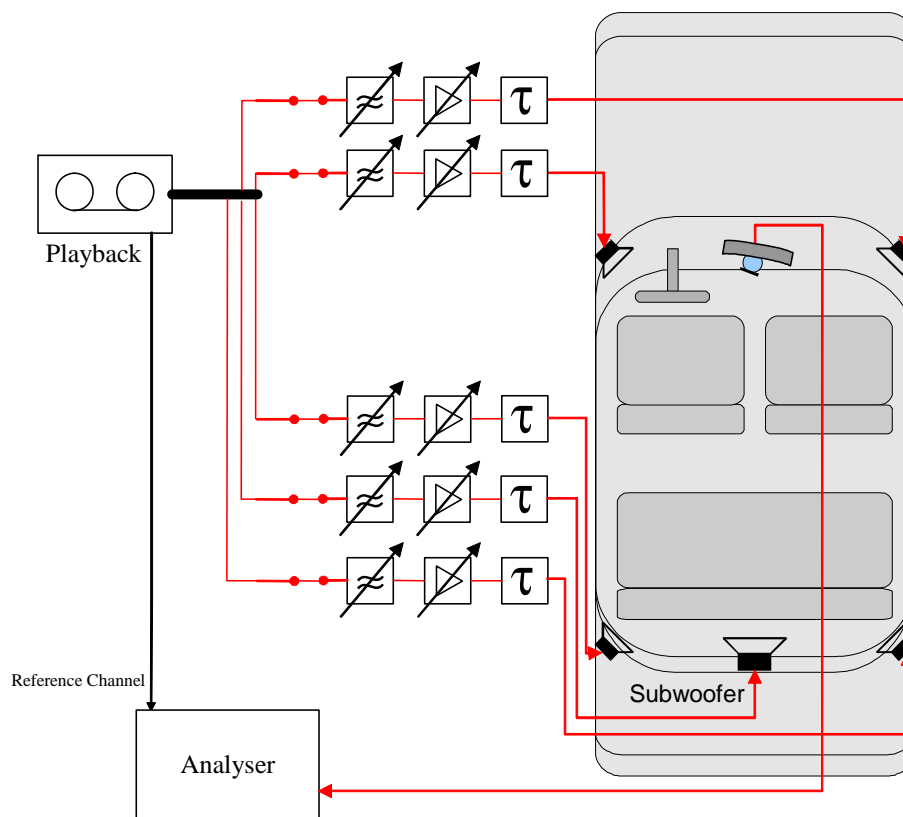 τ
τ
Playback
τ
τ
τ
Reference Channel
Subwoofer
Analyser